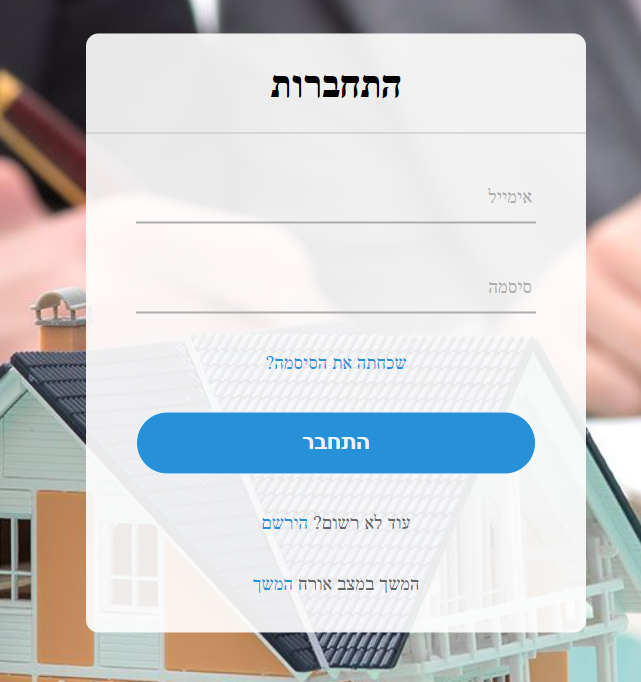 התחברות
אימייל
סיסמה
שכחתה את הסיסמה?
התחבר
עוד לא רשום? הירשם
המשך במצב אורח המשך